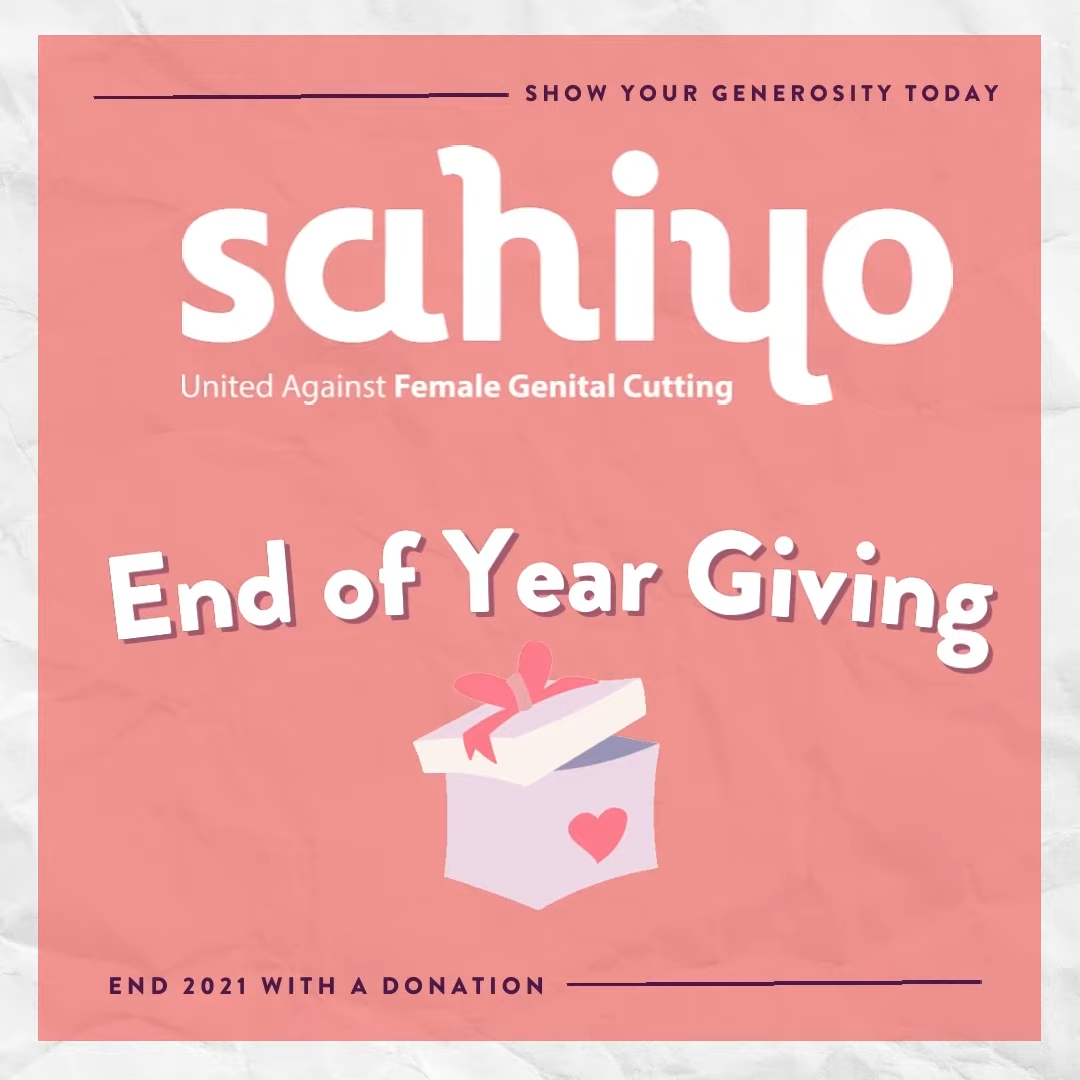 SHOW YOUR GENEROSITY TODAY
sahiyo
United Against Female Genital Cutting
End of Year Giving
END 2021 WITH A DONATION